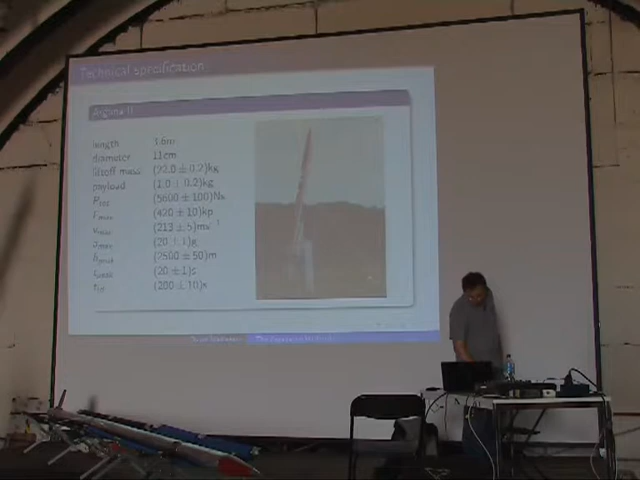 Technical specification
length 3.6m
diameter 11cm
liftoff mass (22.0 ± 0.2)kg
payload (1.0 ± 0.2)kg
(5600 ± 100)Ns
(420 ± 10)kp
(213 ± 5)ms⁻¹
(20 ± 1)g
(2500 ± 50)m
(20 ± 1)s
(200 ± 10)s